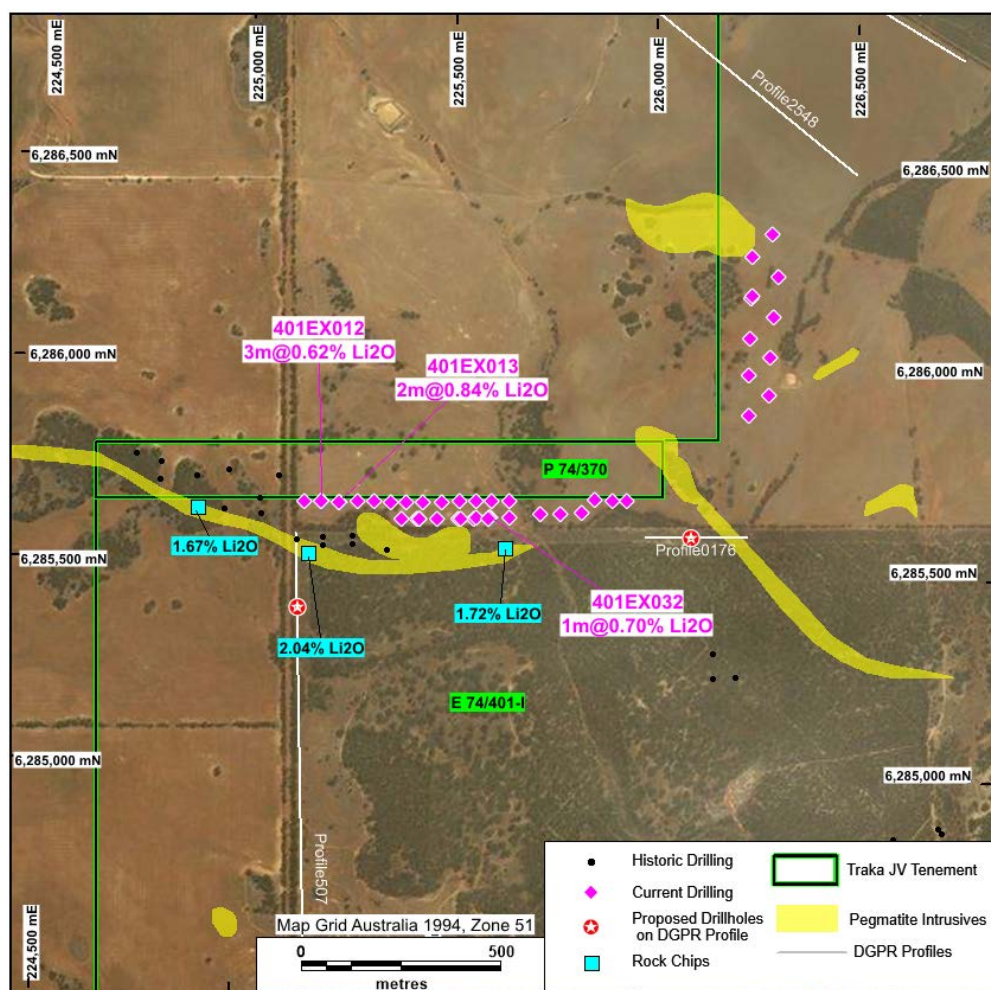 224,500 mE
225,000 mE
225,500 mE
226,000 mE
226,500 mE
Profile2548
6,286,500 mN
6,286,500 mN
401EX012
3m@0.62% Li2O
401EX013
2m@0.84% Li2O
6,286,000 mN
6,286,000 mN
P 74/370
1.67% Li2O
Profile0176
6,285,500 mN
6,285,500 mN
401EX032
1m@0.70% Li2O
1.72% Li2O
2.04% Li2O
E 74/401-I
6,285,000 mN
6,285,000 mN
Profile507
Map Grid Australia 1994, Zone 51
0 500
metres
224,500 mE
Historic Drilling
Current Drilling
Proposed Drillholes
on DGPR Profile
Rock Chips
Traka JV Tenement
Pegmatite Intrusives
DGPR Profiles